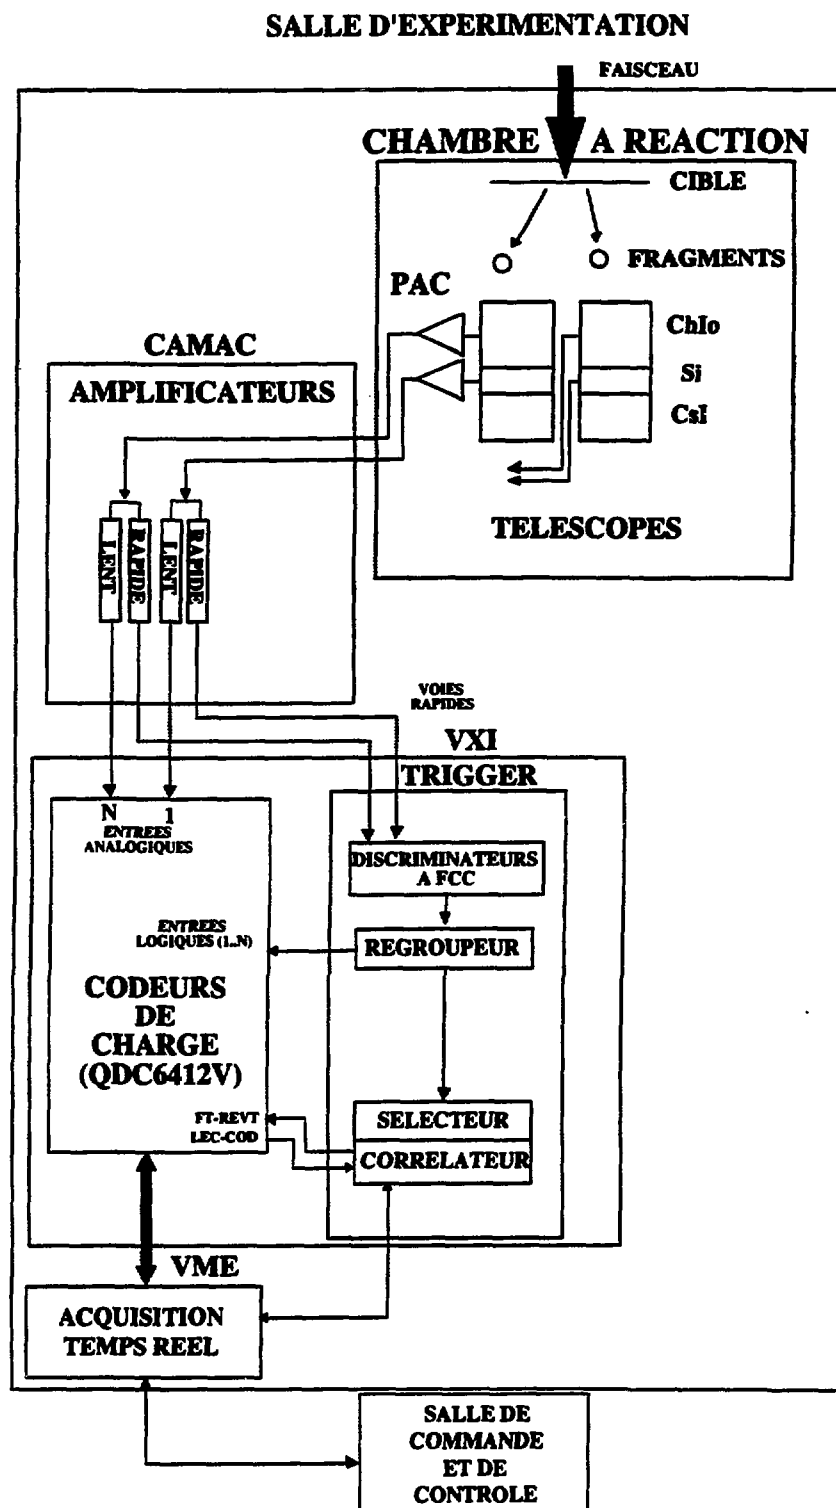 SALLE D'EXPERIMENTATION
FAISCEAU
CHAMBRE A REACTION
CIBLE
FRAGMENTS
PAC
ChIo
Si
CsI
TELESCOPES
CAMAC
AMPLIFICATEURS
LENT
RAPIDE
LENT
RAPIDE
VOIES
RAPIDES
VXI
TRIGGER
N 1
ENTREES
ANALOGIQUES
DISCRIMINATEURS
A FCC
ENTREES
LOGIQUES (1..N)
REGROUPEUR
CODEURS
DE
CHARGE
(QDC6412V)
FT-REVT
LEC-COD
SELECTEUR
CORRELATEUR
VME
ACQUISITION
TEMPS REEL
SALLE DE
COMMANDE
ET DE
CONTROLE